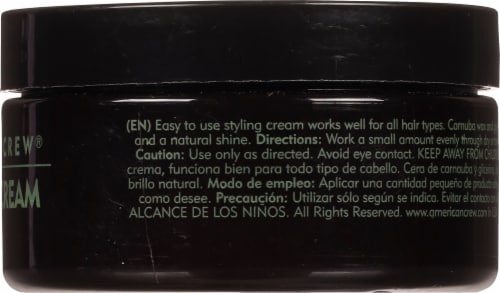 CREW®
CREAM
(EN) Easy to use styling cream works well for all hair types. Carnuba wax and
and a natural shine. Directions: Work a small amount evenly through
Caution: Use only as directed. Avoid eye contact. KEEP AWAY FROM
crema, funciona bien para todo tipo de cabello. Cera de carnauba y
brillo natural. Modo de empleo: Aplicar una cantidad pequeña de producto
como desee. Precaución: Utilizar sólo según se indica. Evitar el contacto
ALCANCE DE LOS NIÑOS. All Rights Reserved. www.americancrew.com